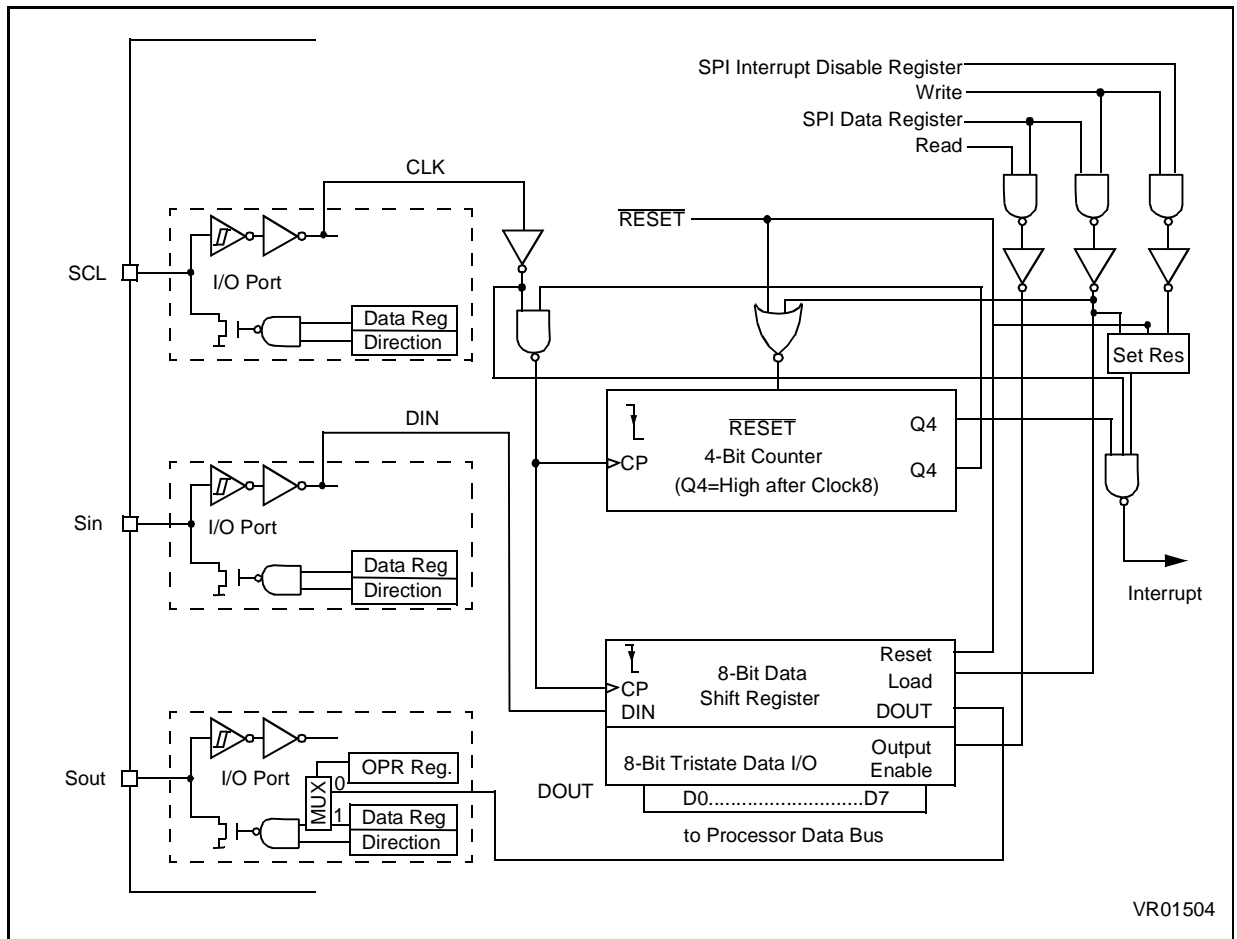 SPI Interrupt Disable Register
Write
SPI Data Register
Read
CLK
RESET
SCL
I/O Port
Data Reg
Direction
Set Res
DIN
RESET
4-Bit Counter
(Q4=High after Clock8)
CP
Q4
Q4
Sin
I/O Port
Data Reg
Direction
Interrupt
CP
DIN
8-Bit Data
Shift Register
Reset
Load
DOUT
8-Bit Tristate Data I/O
Output
Enable
Sout
I/O Port
OPR Reg.
MUX
0
1
Data Reg
Direction
DOUT
D0............................D7
to Processor Data Bus
VR01504